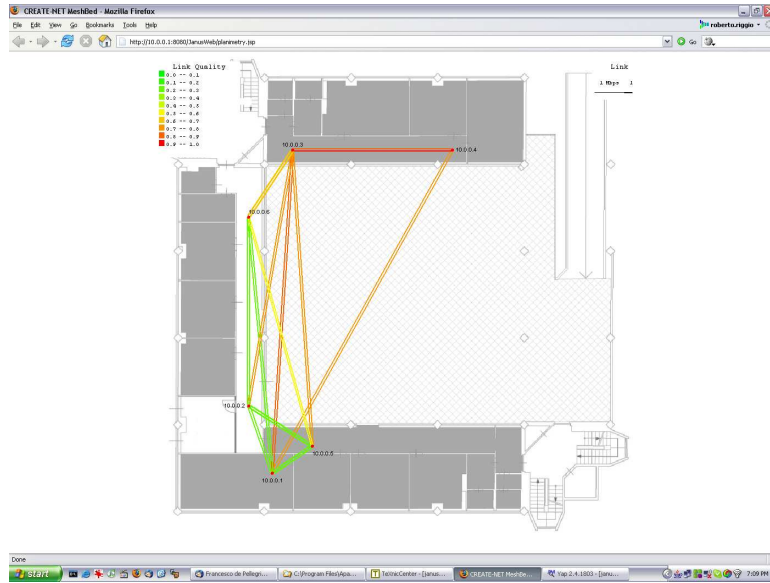 CREATE-NET MeshBed - Mozilla Firefox
File Edit View Go Bookmarks Tools Help
roberto.riggio
http://10.0.0.1:8080/JanusWeb/planimetry.jsp
Go
Link Quality
0.0 -- 0.1
0.1 -- 0.2
0.2 -- 0.3
0.3 -- 0.4
0.4 -- 0.5
0.5 -- 0.6
0.6 -- 0.7
0.7 -- 0.8
0.8 -- 0.9
0.9 -- 1.0
Link
1 Mbps 1
10.0.0.3
10.0.0.4
10.0.0.6
10.0.0.2
10.0.0.5
10.0.0.1
Done
start
Francesco de Pellegri...
C:\Program Files\Apa...
TeXnicCenter - [janus...
CREATE-NET MeshBe...
Yap 2.4.1803 - [janu...
7:09 PM